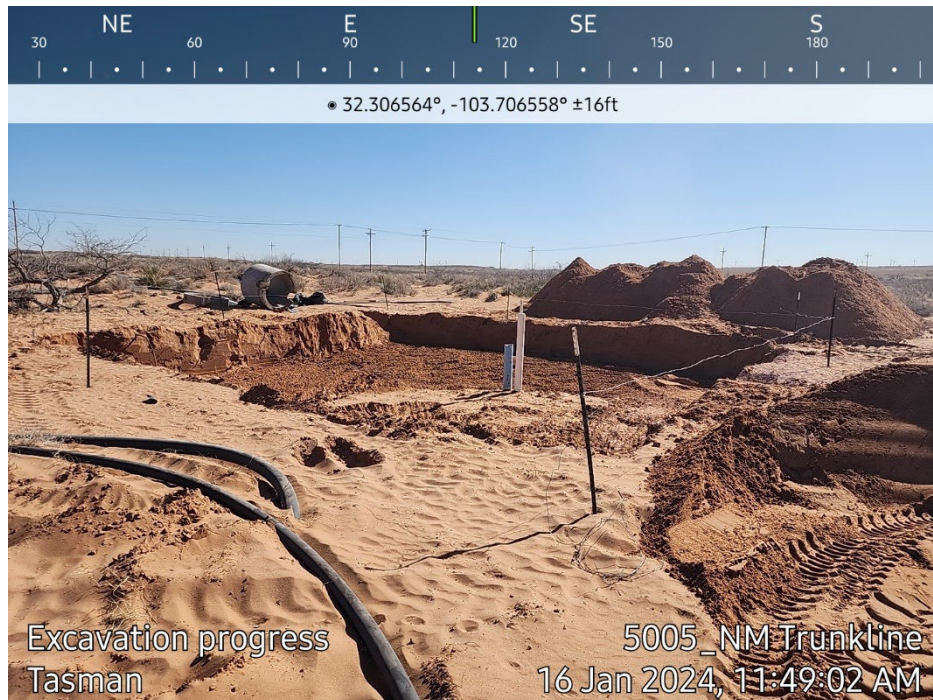 NE E SE S
30 60 90 120 150 180
◉ 32.306564°, -103.706558° ±16ft
Excavation progress
Tasman
5005_NM Trunkline
16 Jan 2024, 11:49:02 AM